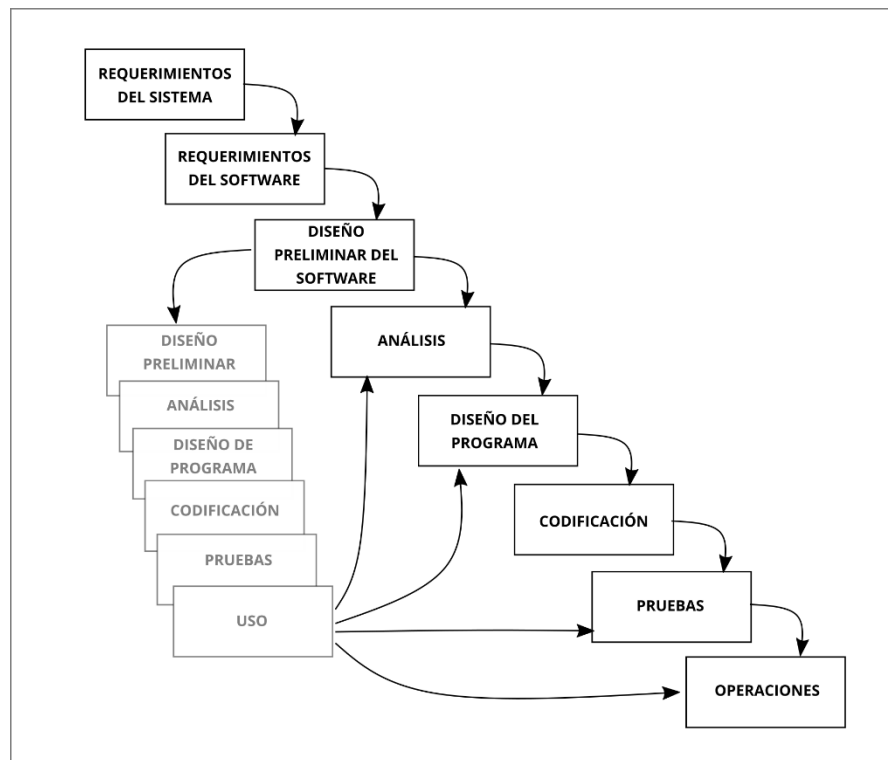 REQUERIMIENTOS
DEL SISTEMA
REQUERIMIENTOS
DEL SOFTWARE
DISEÑO
PRELIMINAR DEL
SOFTWARE
DISEÑO
PRELIMINAR
ANÁLISIS
ANÁLISIS
DISEÑO DE
PROGRAMA
DISEÑO DEL
PROGRAMA
CODIFICACIÓN
CODIFICACIÓN
PRUEBAS
PRUEBAS
USO
OPERACIONES